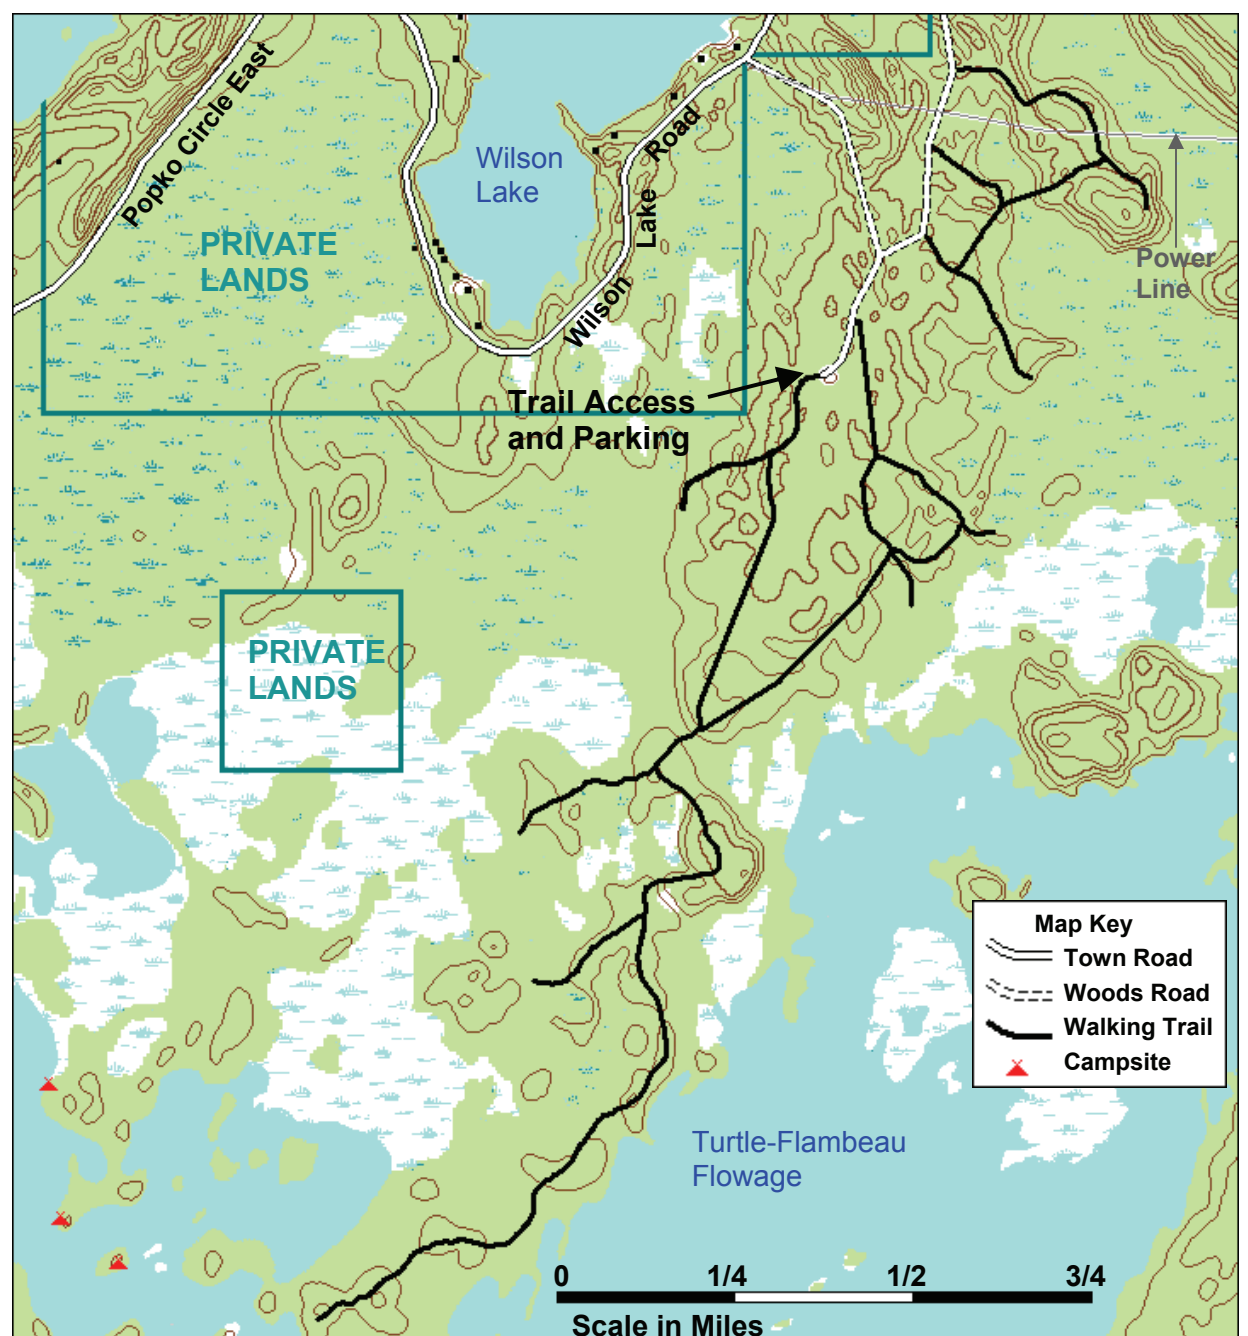 Popko Circle East
Wilson
Lake
Road
Lake
Wilson
PRIVATE
LANDS
Power
Line
Trail Access
and Parking
PRIVATE
LANDS
Map Key
Town Road
Woods Road
Walking Trail
Campsite
Turtle-Flambeau
Flowage
0 1/4 1/2 3/4
Scale in Miles